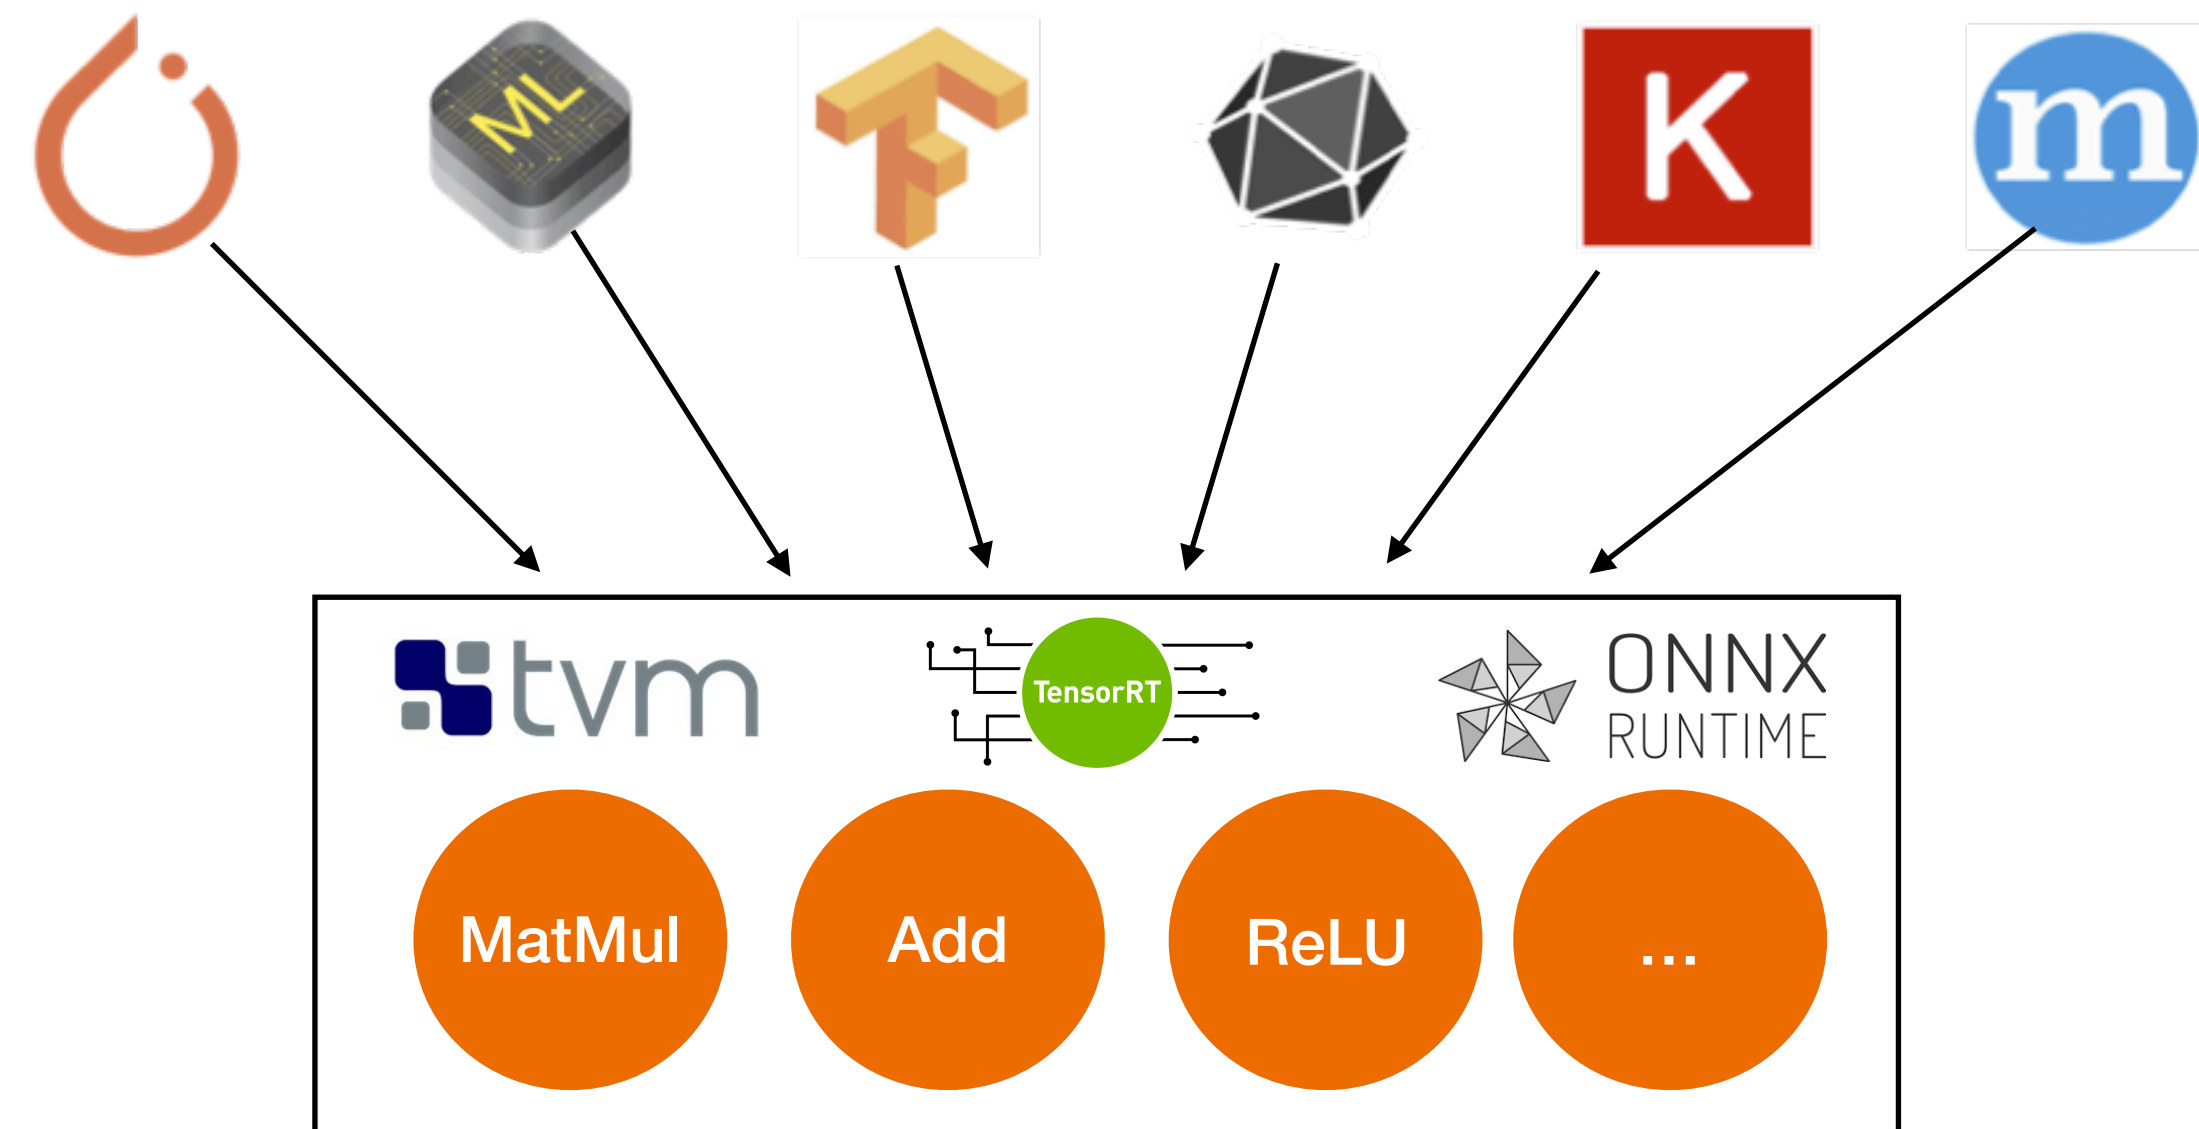 ML
K
m
tvm
TensorRT
ONNX
RUNTIME
MatMul
Add
ReLU
...